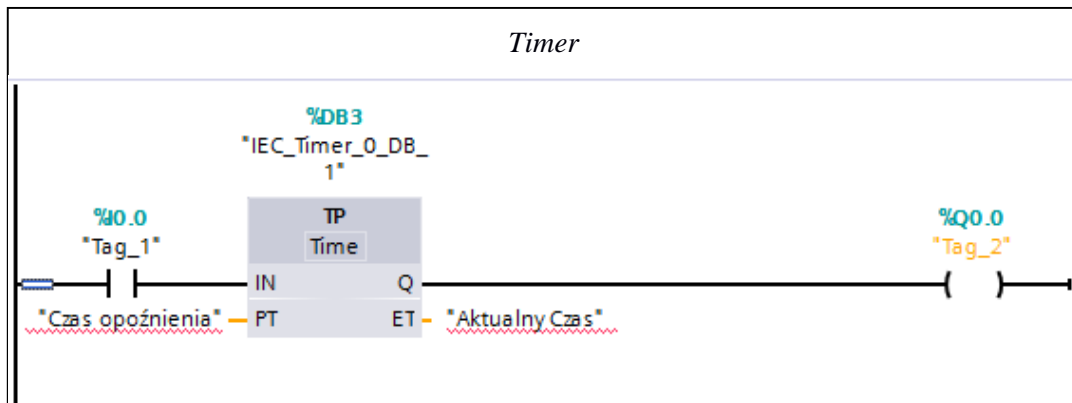 Timer
%DB3
"IEC_Timer_0_DB_
1"
%I0.0
"Tag_1"
TP
Time
%Q0.0
"Tag_2"
IN Q
"Czas opoźnienia" PT ET "Aktualny Czas"